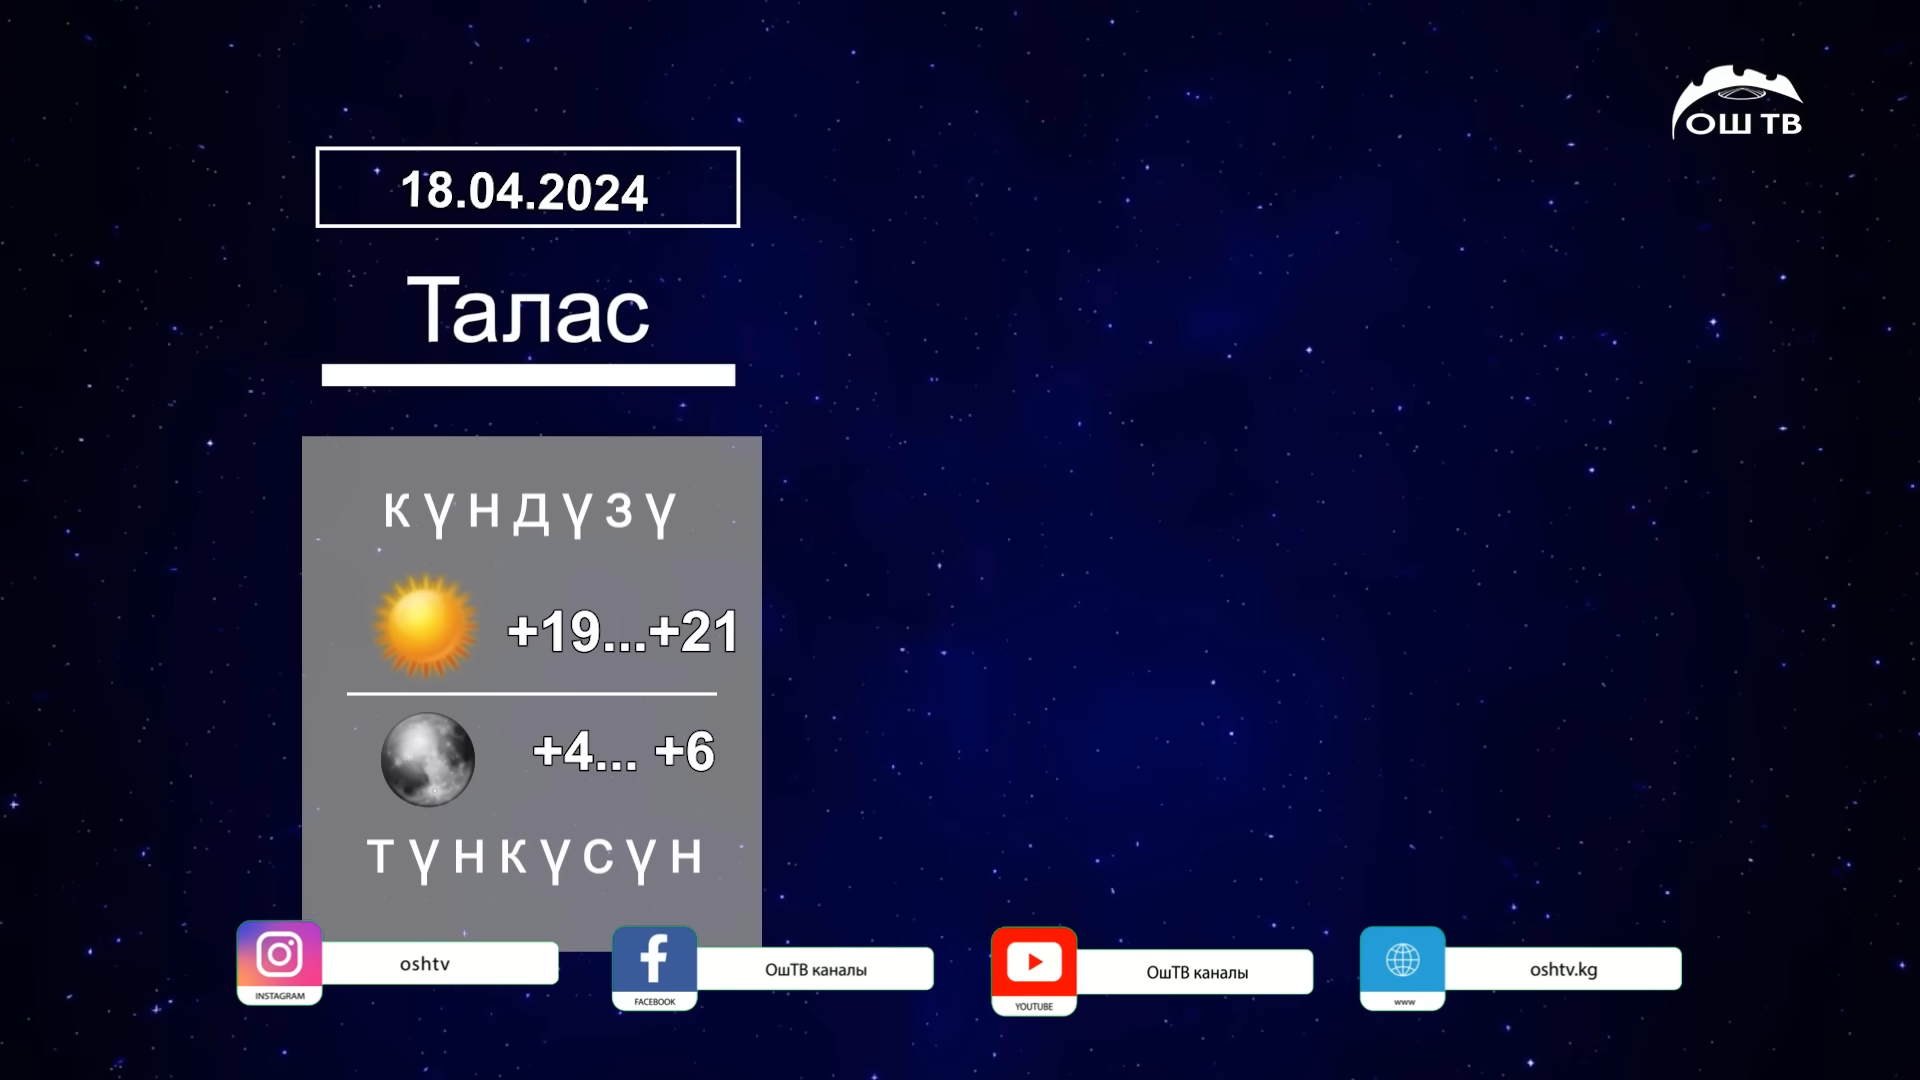 ОШ ТВ
18.04.2024
Талас
күндүзү
+19...+21
+4... +6
түнкүсүн
oshtv
INSTAGRAM
ОшТВ каналы
FACEBOOK
ОшТВ каналы
YOUTUBE
oshtv.kg
www